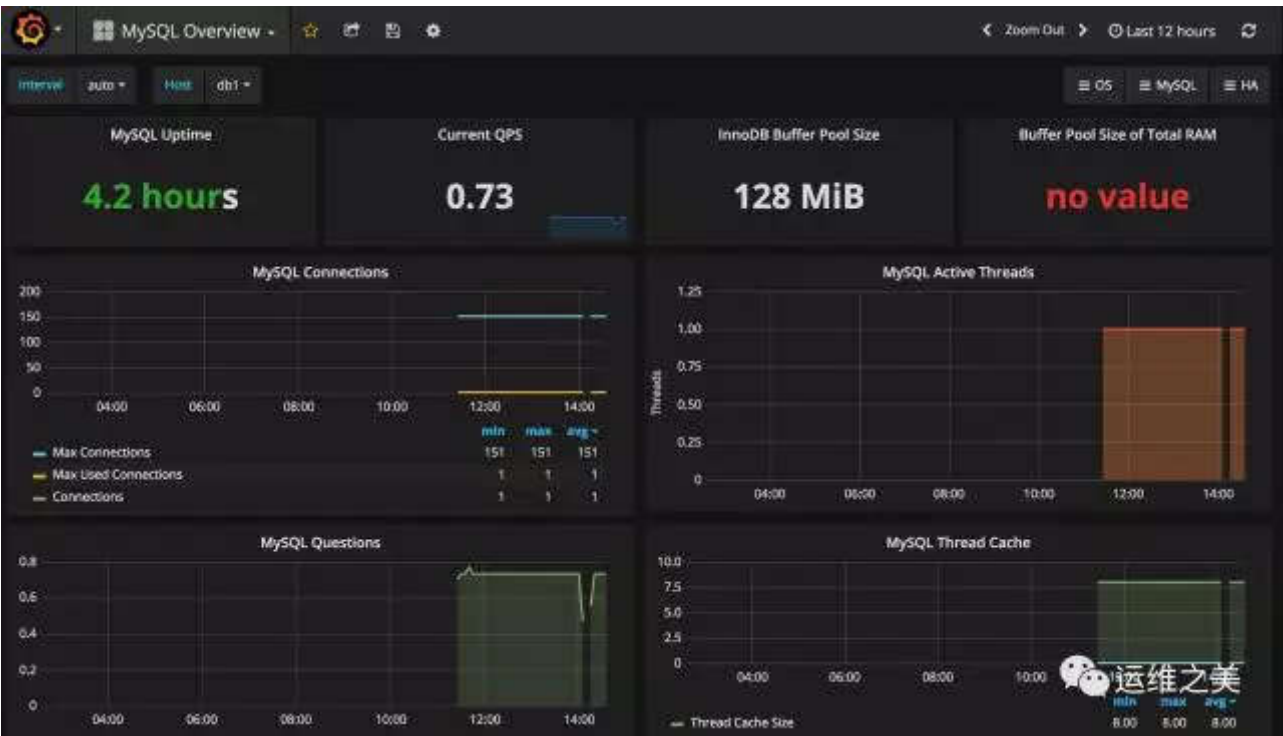 MySQL Overview
Zoom Out
Last 12 hours
Interval auto Host db1
OS MySQL HA
MySQL Uptime
4.2 hours
Current QPS
0.73
InnoDB Buffer Pool Size
128 MiB
Buffer Pool Size of Total RAM
no value
MySQL Connections
200
150
100
50
0
04:00 06:00 08:00 10:00 12:00 14:00
min max avg
Max Connections 151 151 151
Max Used Connections 1 1 1
Connections 1 1 1
MySQL Active Threads
Threads
1.25
1.00
0.75
0.50
0.25
0
04:00 06:00 08:00 10:00 12:00 14:00
MySQL Questions
0.8
0.6
0.4
0.2
0
04:00 06:00 08:00 10:00 12:00 14:00
MySQL Thread Cache
10.0
7.5
5.0
2.5
0
04:00 06:00 08:00 10:00
运维之美
min max avg
Thread Cache Size 8.00 8.00 8.00